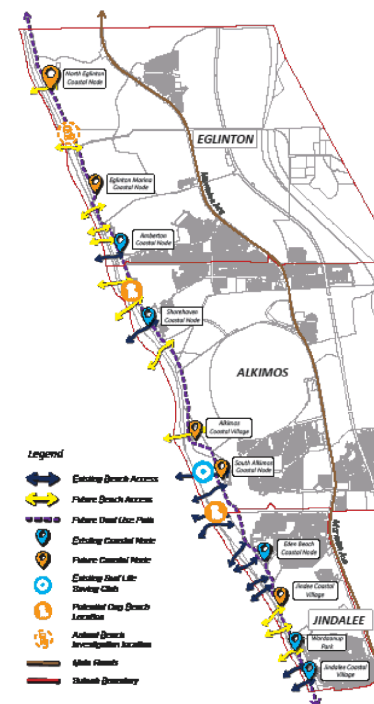 North Eglinton
Coastal Node
EGLINTON
Eglinton Marina
Coastal Node
Amberton
Coastal Node
Shorehaven
Coastal Node
ALKIMOS
Alkimos
Coastal Village
South Alkimos
Coastal Node
Legend
Existing Beach Access
Future Beach Access
Future Dual Use Path
Existing Coastal Node
Future Coastal Node
Existing Surf Life
Saving Club
Potential Dog Beach
Location
Animal Beach
Investigation location
Main Roads
Suburb Boundary
Eden Beach
Coastal Node
Jindee Coastal
Village
JINDALEE
Wardoonup
Park
Jindalee Coastal
Village